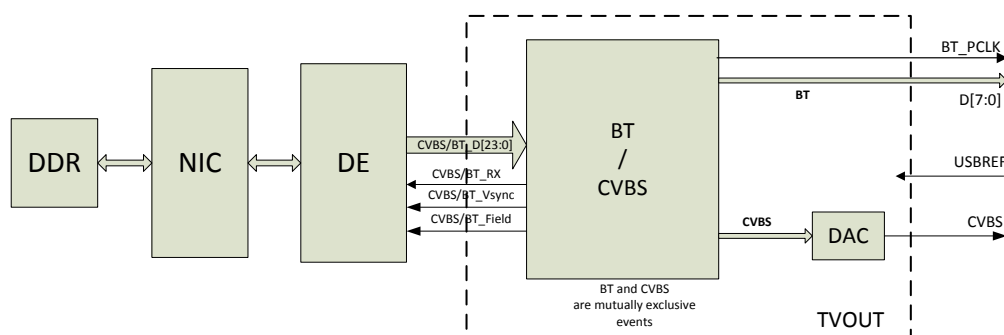 DDR
NIC
DE
CVBS/BT_D[23:0]
CVBS/BT_RX
CVBS/BT_Vsync
CVBS/BT_Field
BT
/
CVBS
BT and CVBS
are mutually exclusive
events
BT_PCLK
BT
D[7:0]
USBREF
CVBS
DAC
CVBS
TVOUT